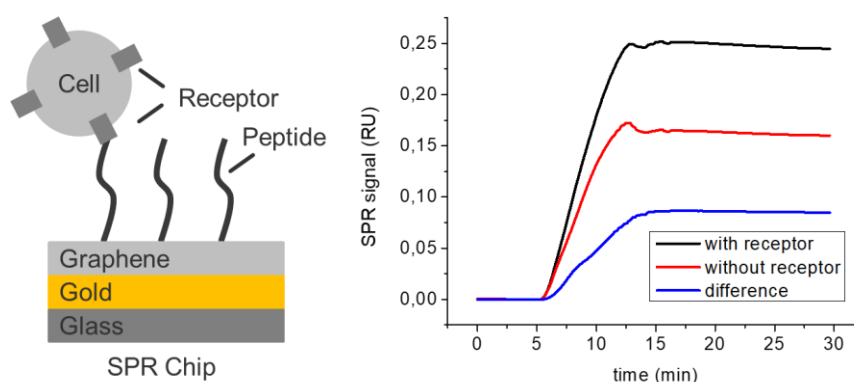 Cell
Receptor
Peptide
Graphene
Gold
Glass
SPR Chip
SPR signal (RU)
0,25
0,20
0,15
0,10
0,05
0,00
with receptor
without receptor
difference
0 5 10 15 20 25 30
time (min)